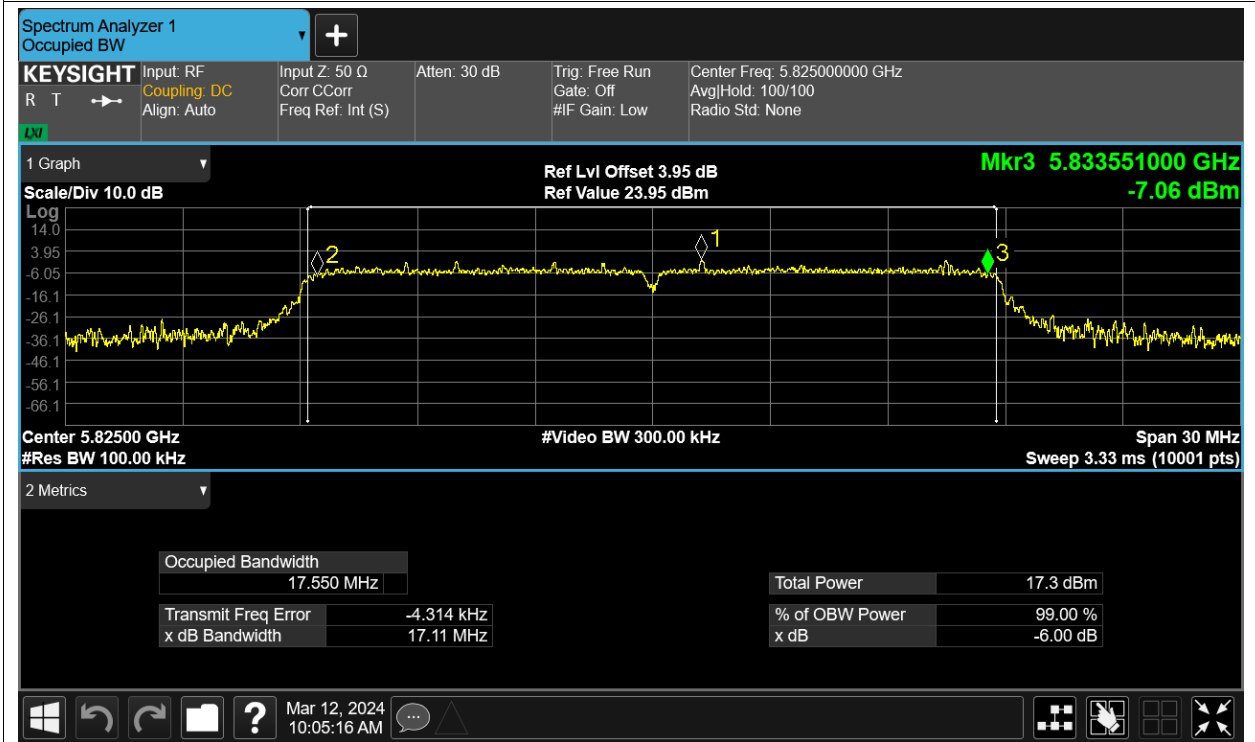 Spectrum Analyzer 1
Occupied BW
KEYSIGHT
R T
LXI
Input: RF
Coupling: DC
Align: Auto
Input Z: 50 Ω
Corr CCorr
Freq Ref: Int (S)
Atten: 30 dB
Trig: Free Run
Gate: Off
#IF Gain: Low
Center Freq: 5.825000000 GHz
Avg|Hold: 100/100
Radio Std: None
1 Graph
Scale/Div 10.0 dB
Ref Lvl Offset 3.95 dB
Ref Value 23.95 dBm
Mkr3 5.833551000 GHz
-7.06 dBm
Log
14.0
3.95
-6.05
-16.1
-26.1
-36.1
-46.1
-56.1
-66.1
2
1
3
Center 5.82500 GHz
#Video BW 300.00 kHz
Span 30 MHz
#Res BW 100.00 kHz
Sweep 3.33 ms (10001 pts)
2 Metrics
Occupied Bandwidth
17.550 MHz
Transmit Freq Error -4.314 kHz
x dB Bandwidth 17.11 MHz
Total Power 17.3 dBm
% of OBW Power 99.00 %
x dB -6.00 dB
?
Mar 12, 2024
10:05:16 AM